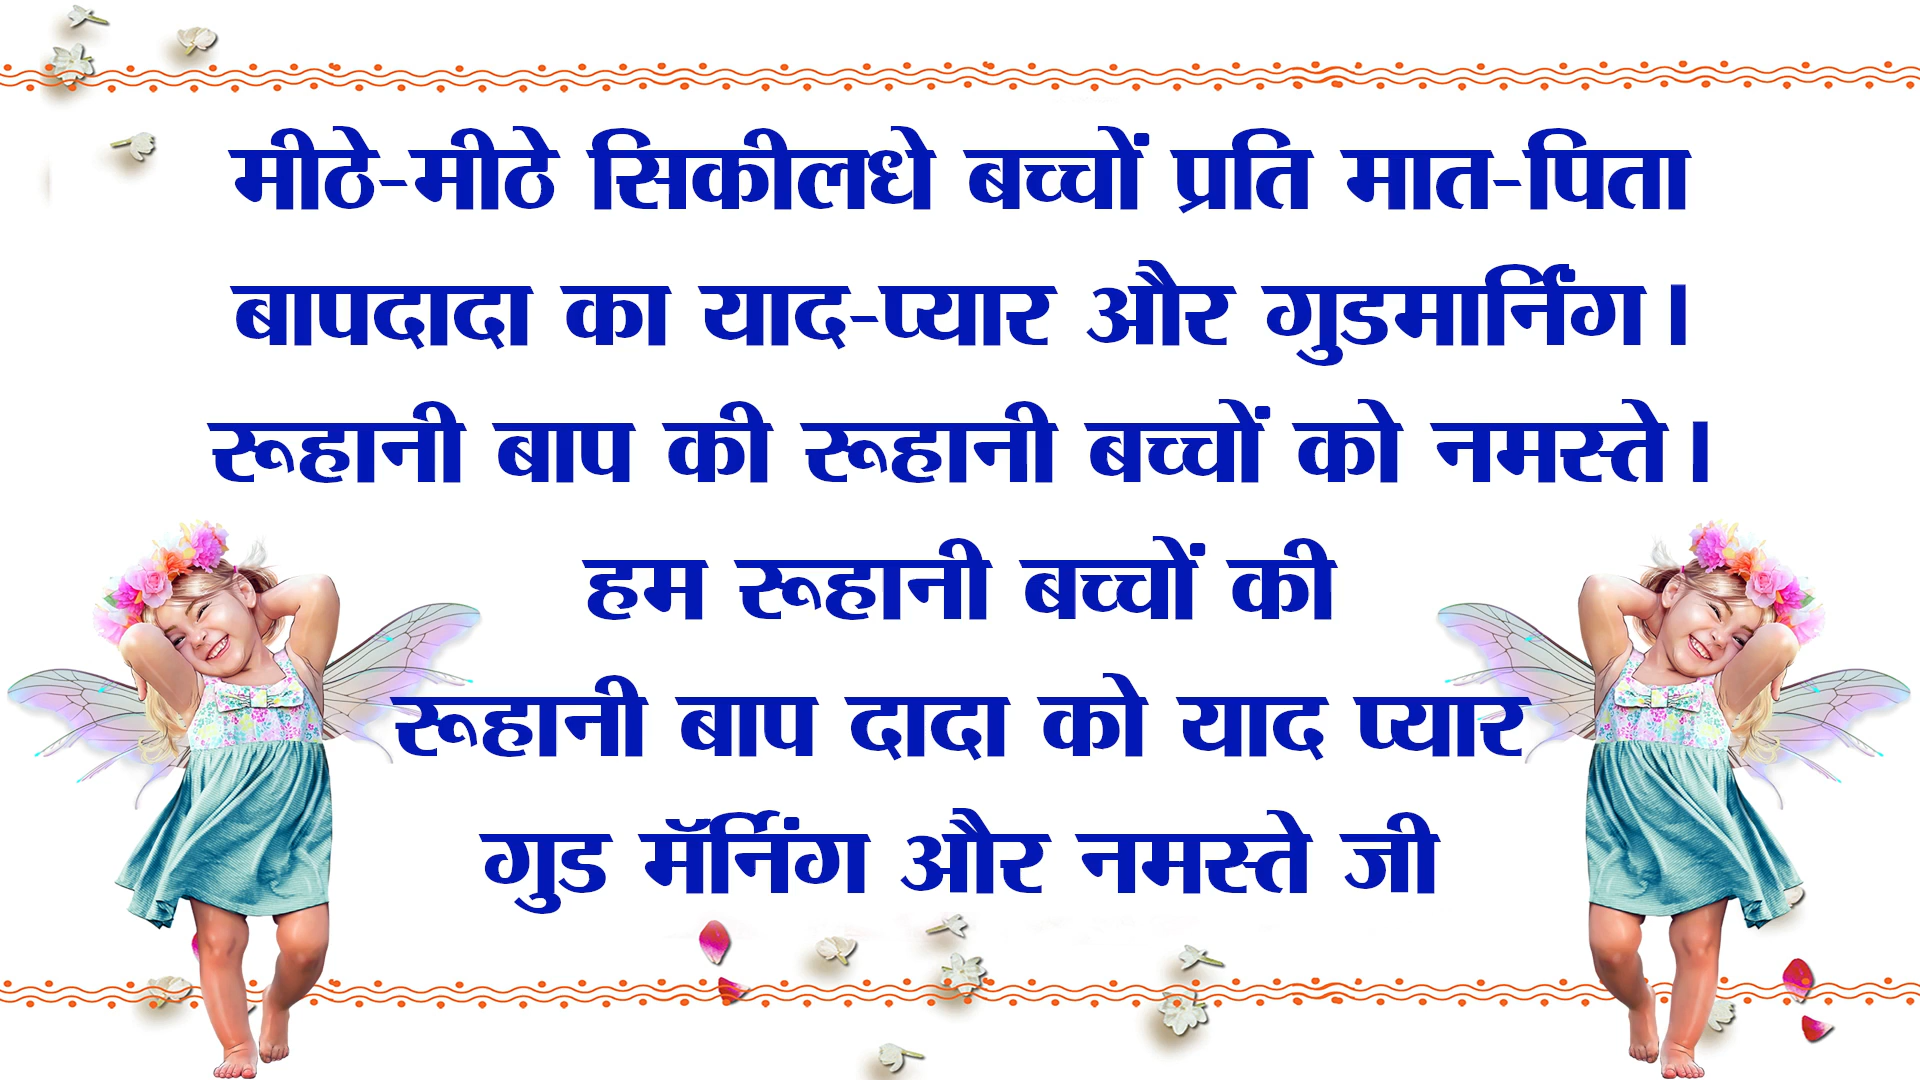 मीठे-मीठे सिकीलधे बच्चों प्रति मात-पिता
बापदादा का याद-प्यार और गुडमार्निंग।
रूहानी बाप की रूहानी बच्चों को नमस्ते।
हम रूहानी बच्चों की
रूहानी बाप दादा को याद प्यार
गुड मॅर्निंग और नमस्ते जी